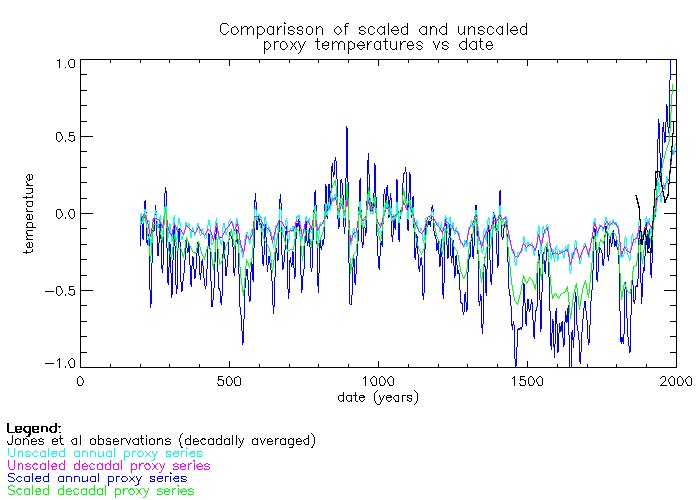 Comparisson of scaled and unscaled
proxy temperatures vs date
1.0
0.5
0.0
−0.5
−1.0
temperature
0 500 1000 1500 2000
date (years)
Legend:
Jones et al observations (decadally averaged)
Unscaled annual proxy series
Unscaled decadal proxy series
Scaled annual proxy series
Scaled decadal proxy series